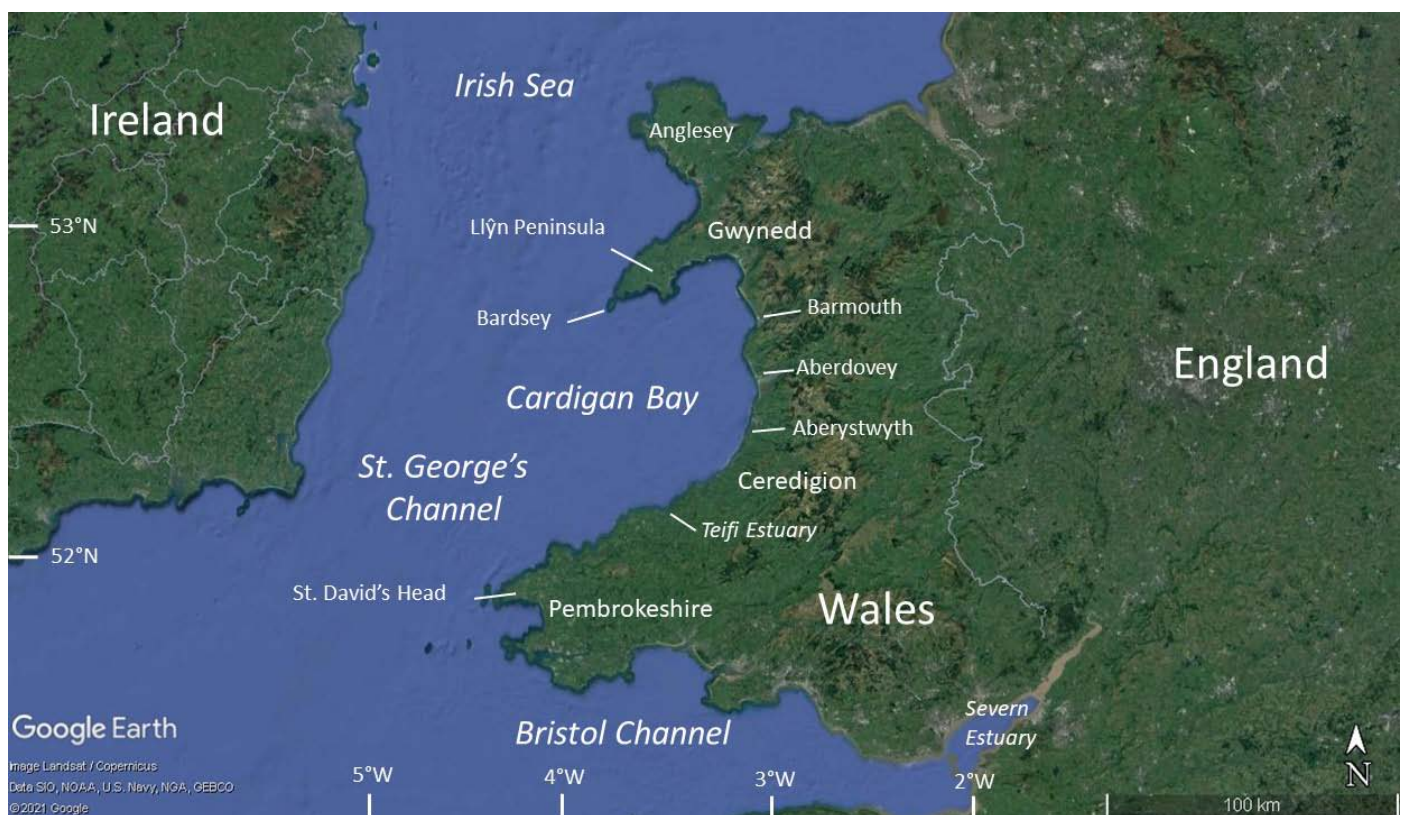 Irish Sea
Ireland
Anglesey
53°N
Llŷn Peninsula
Gwynedd
Bardsey
Barmouth
England
Aberdovey
Cardigan Bay
Aberystwyth
St. George’s
Channel
Ceredigion
Teifi Estuary
52°N
St. David’s Head
Pembrokeshire
Wales
Severn
Estuary
Bristol Channel
Google Earth
Image Landsat / Copernicus
Data SIO, NOAA, U.S. Navy, NGA, GEBCO
© 2021 Google
5°W
4°W
3°W
2°W
N
100 km